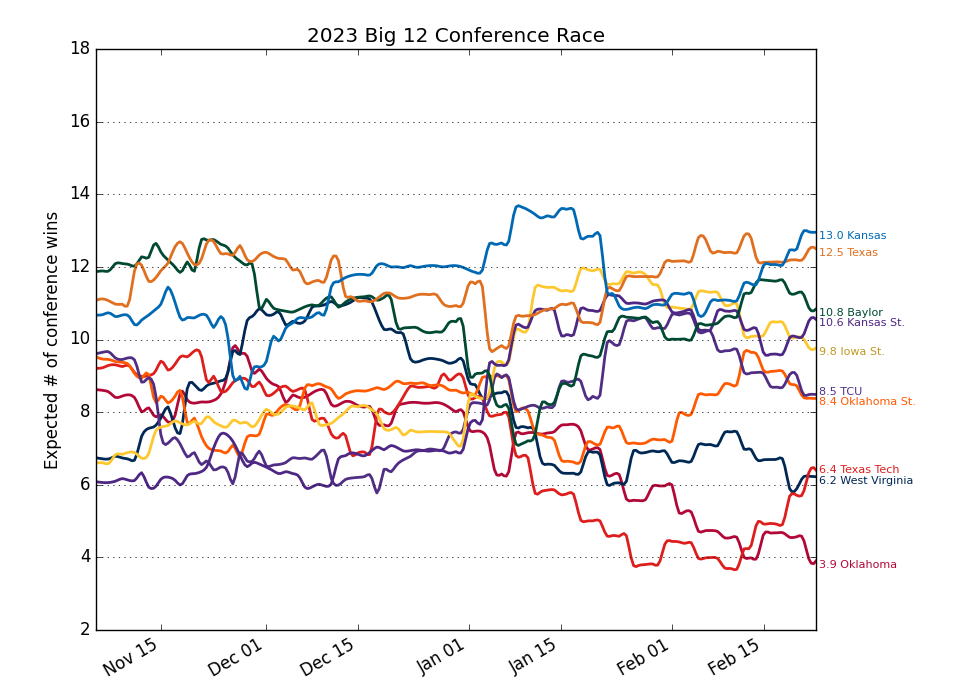 2023 Big 12 Conference Race
Expected # of conference wins
18
16
14
12
10
8
6
4
2
13.0 Kansas
12.5 Texas
10.8 Baylor
10.6 Kansas St.
9.8 Iowa St.
8.5 TCU
8.4 Oklahoma St.
6.4 Texas Tech
6.2 West Virginia
3.9 Oklahoma
Nov 15
Dec 01
Dec 15
Jan 01
Jan 15
Feb 01
Feb 15